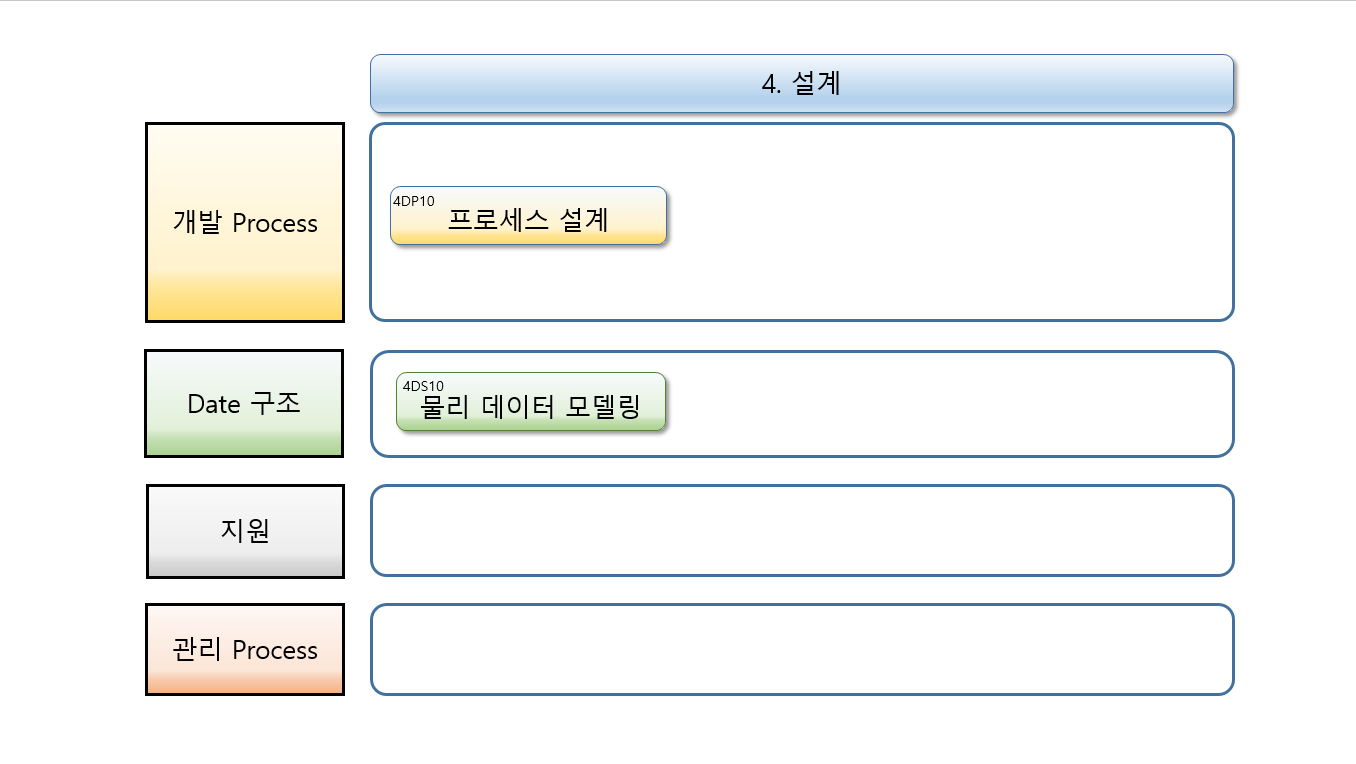 4. 설계
개발 Process
4DP10
프로세스 설계
Date 구조
4DS10
물리 데이터 모델링
지원
관리 Process